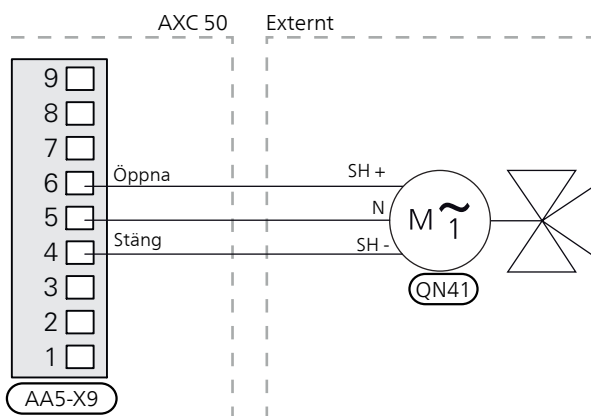 AXC 50
Externt
9
8
7
6
Öppna
SH +
5
N
4
Stäng
SH -
3
2
1
M ~ 1
QN41
AA5-X9